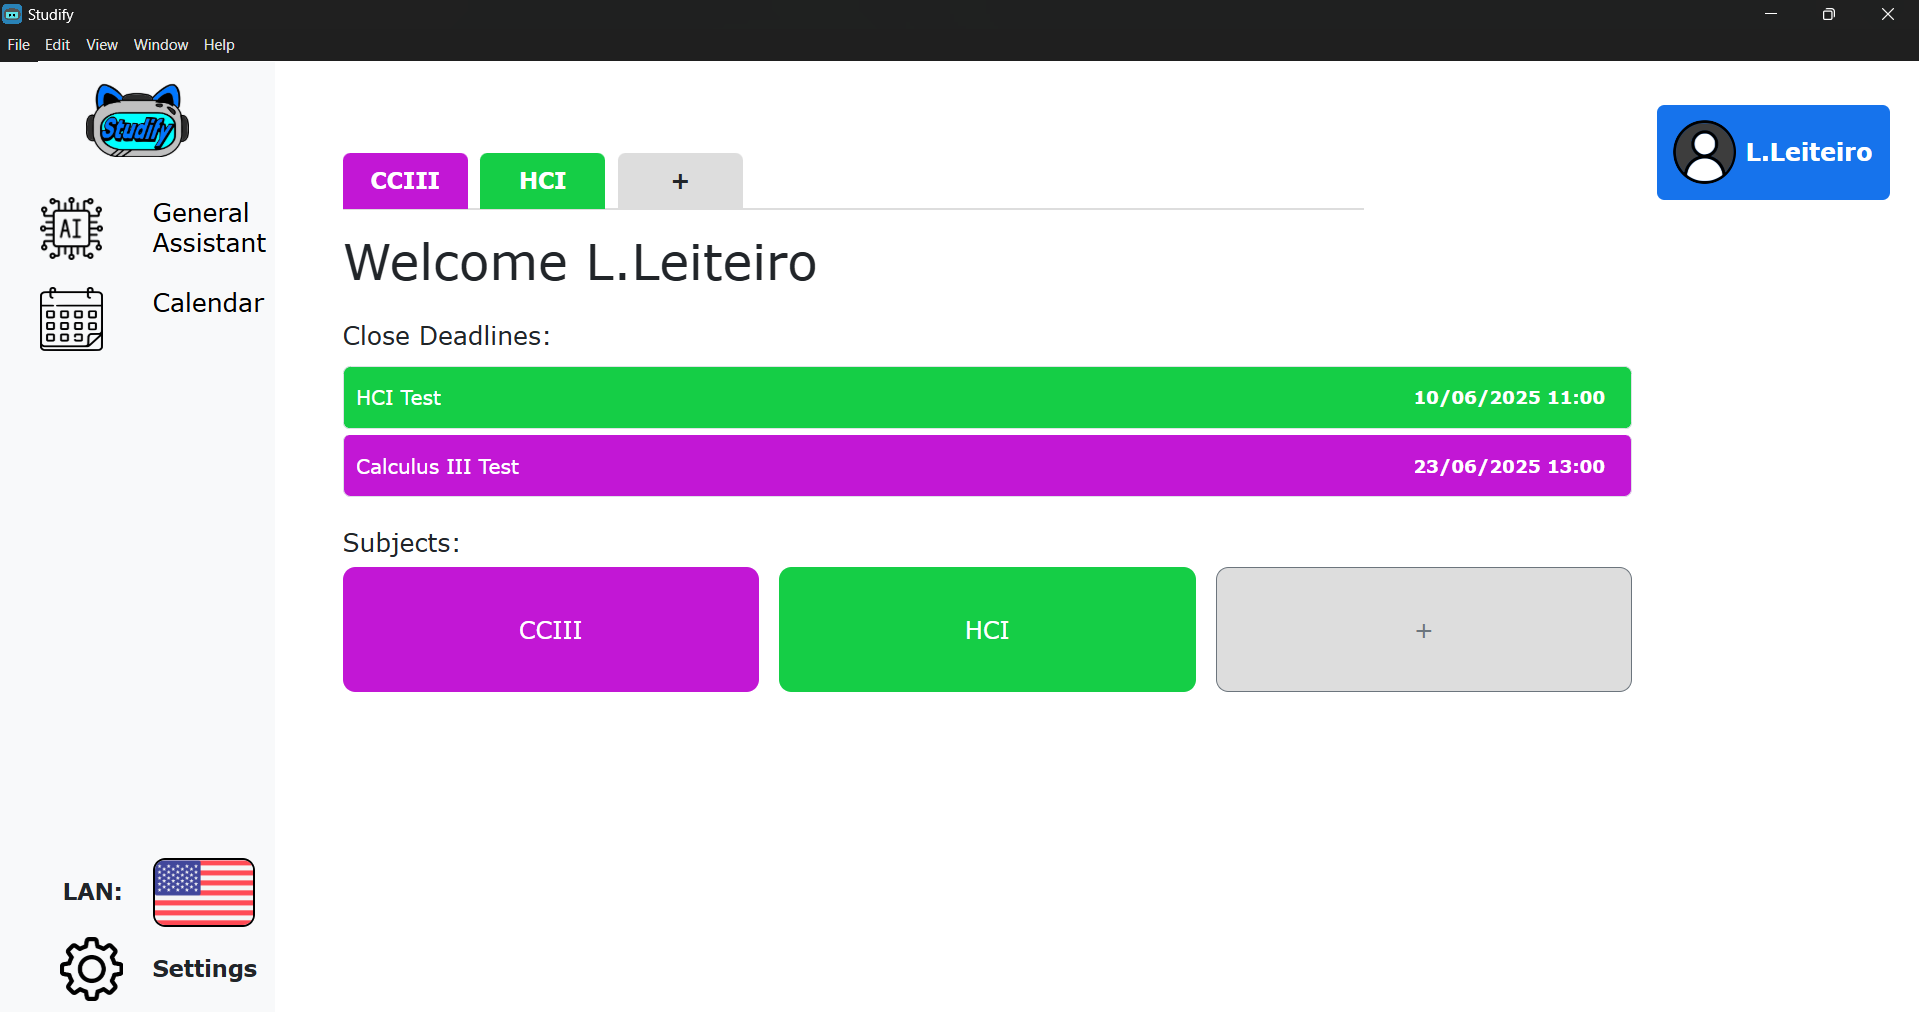 Studify
File Edit View Window Help
Studify
AI
General
Assistant
Calendar
CCIII HCI +
L.Leiteiro
Welcome L.Leiteiro
Close Deadlines:
HCI Test 10/06/2025 11:00
Calculus III Test 23/06/2025 13:00
Subjects:
CCIII HCI +
LAN:
Settings